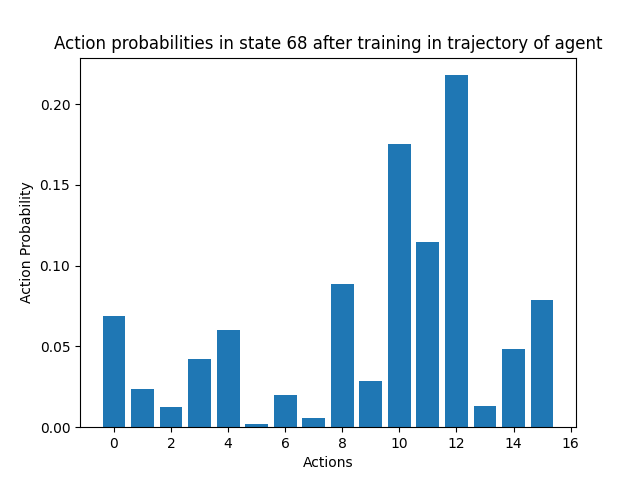 Action probabilities in state 68 after training in trajectory of agent
0.20
0.15
0.10
0.05
0.00
Action Probability
0 2 4 6 8 10 12 14 16
Actions